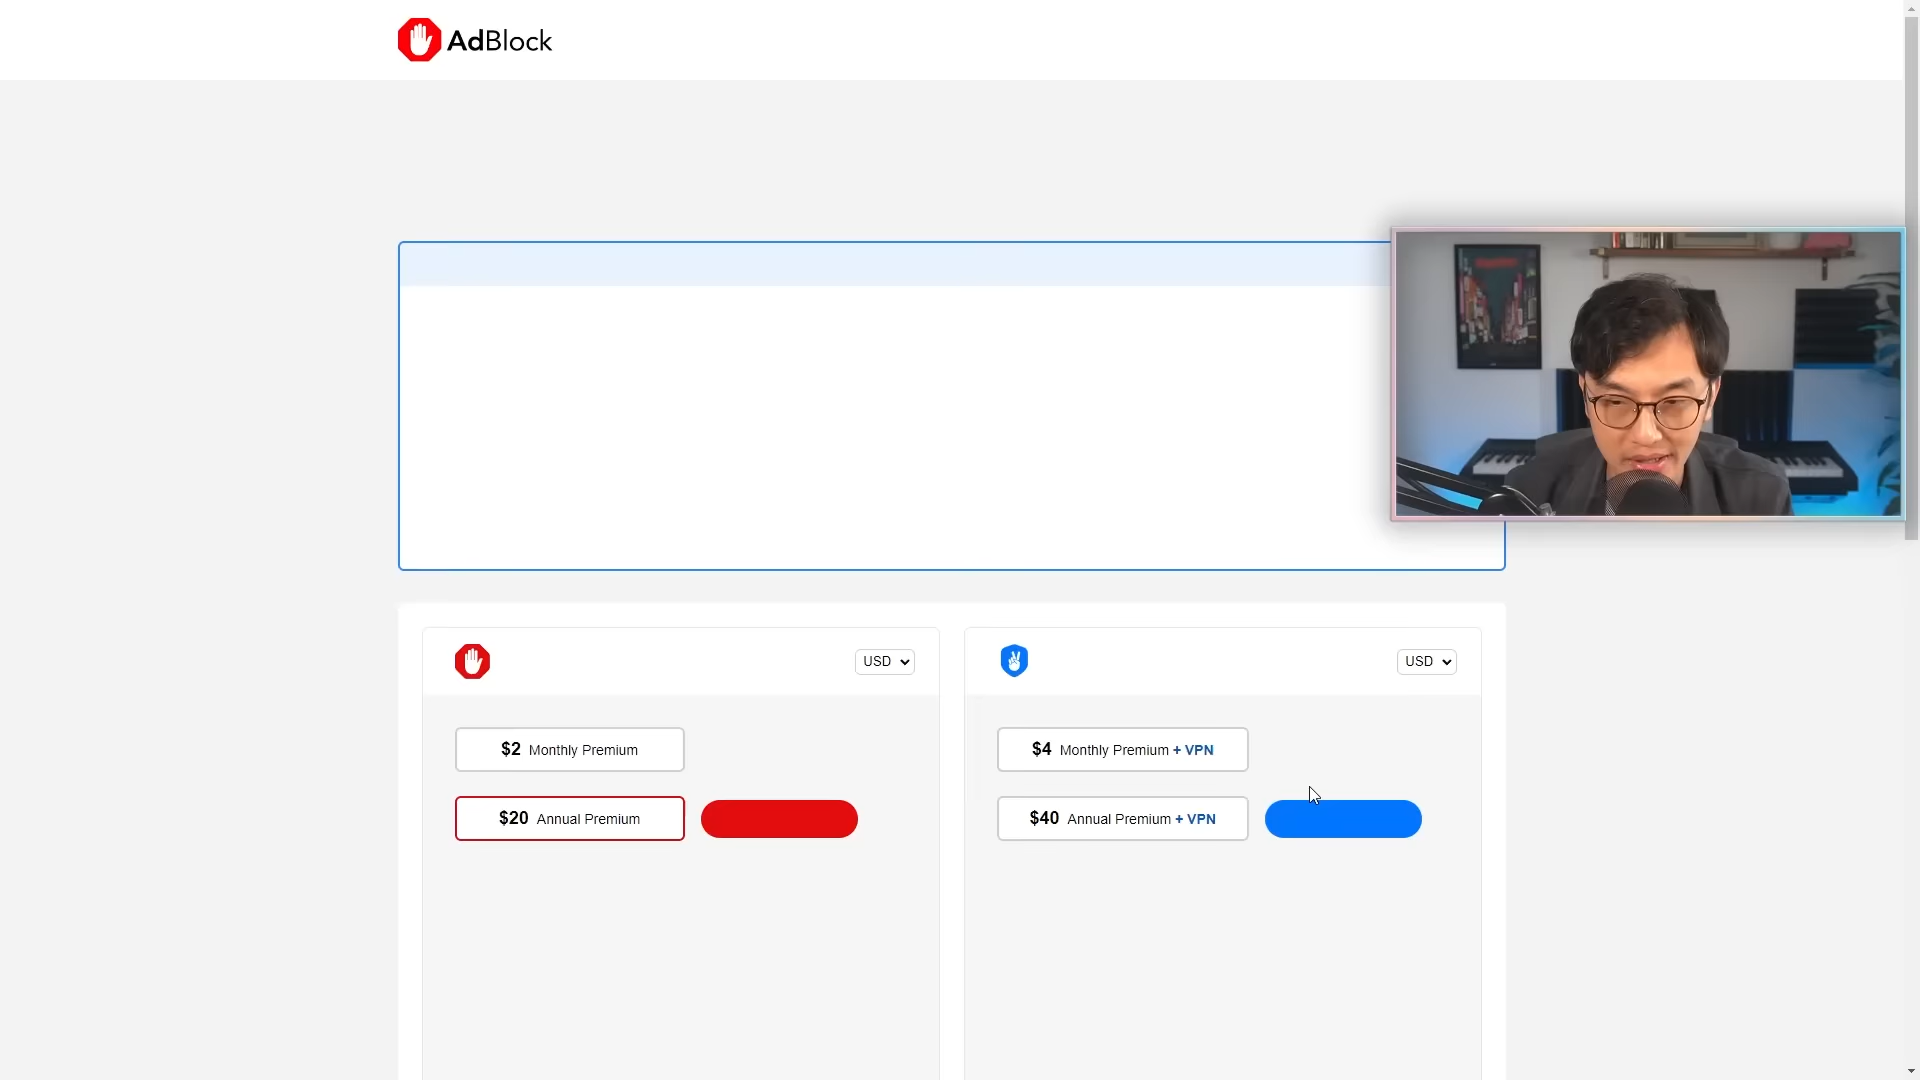 AdBlock
USD
USD
$2 Monthly Premium
$4 Monthly Premium + VPN
$20 Annual Premium
$40 Annual Premium + VPN